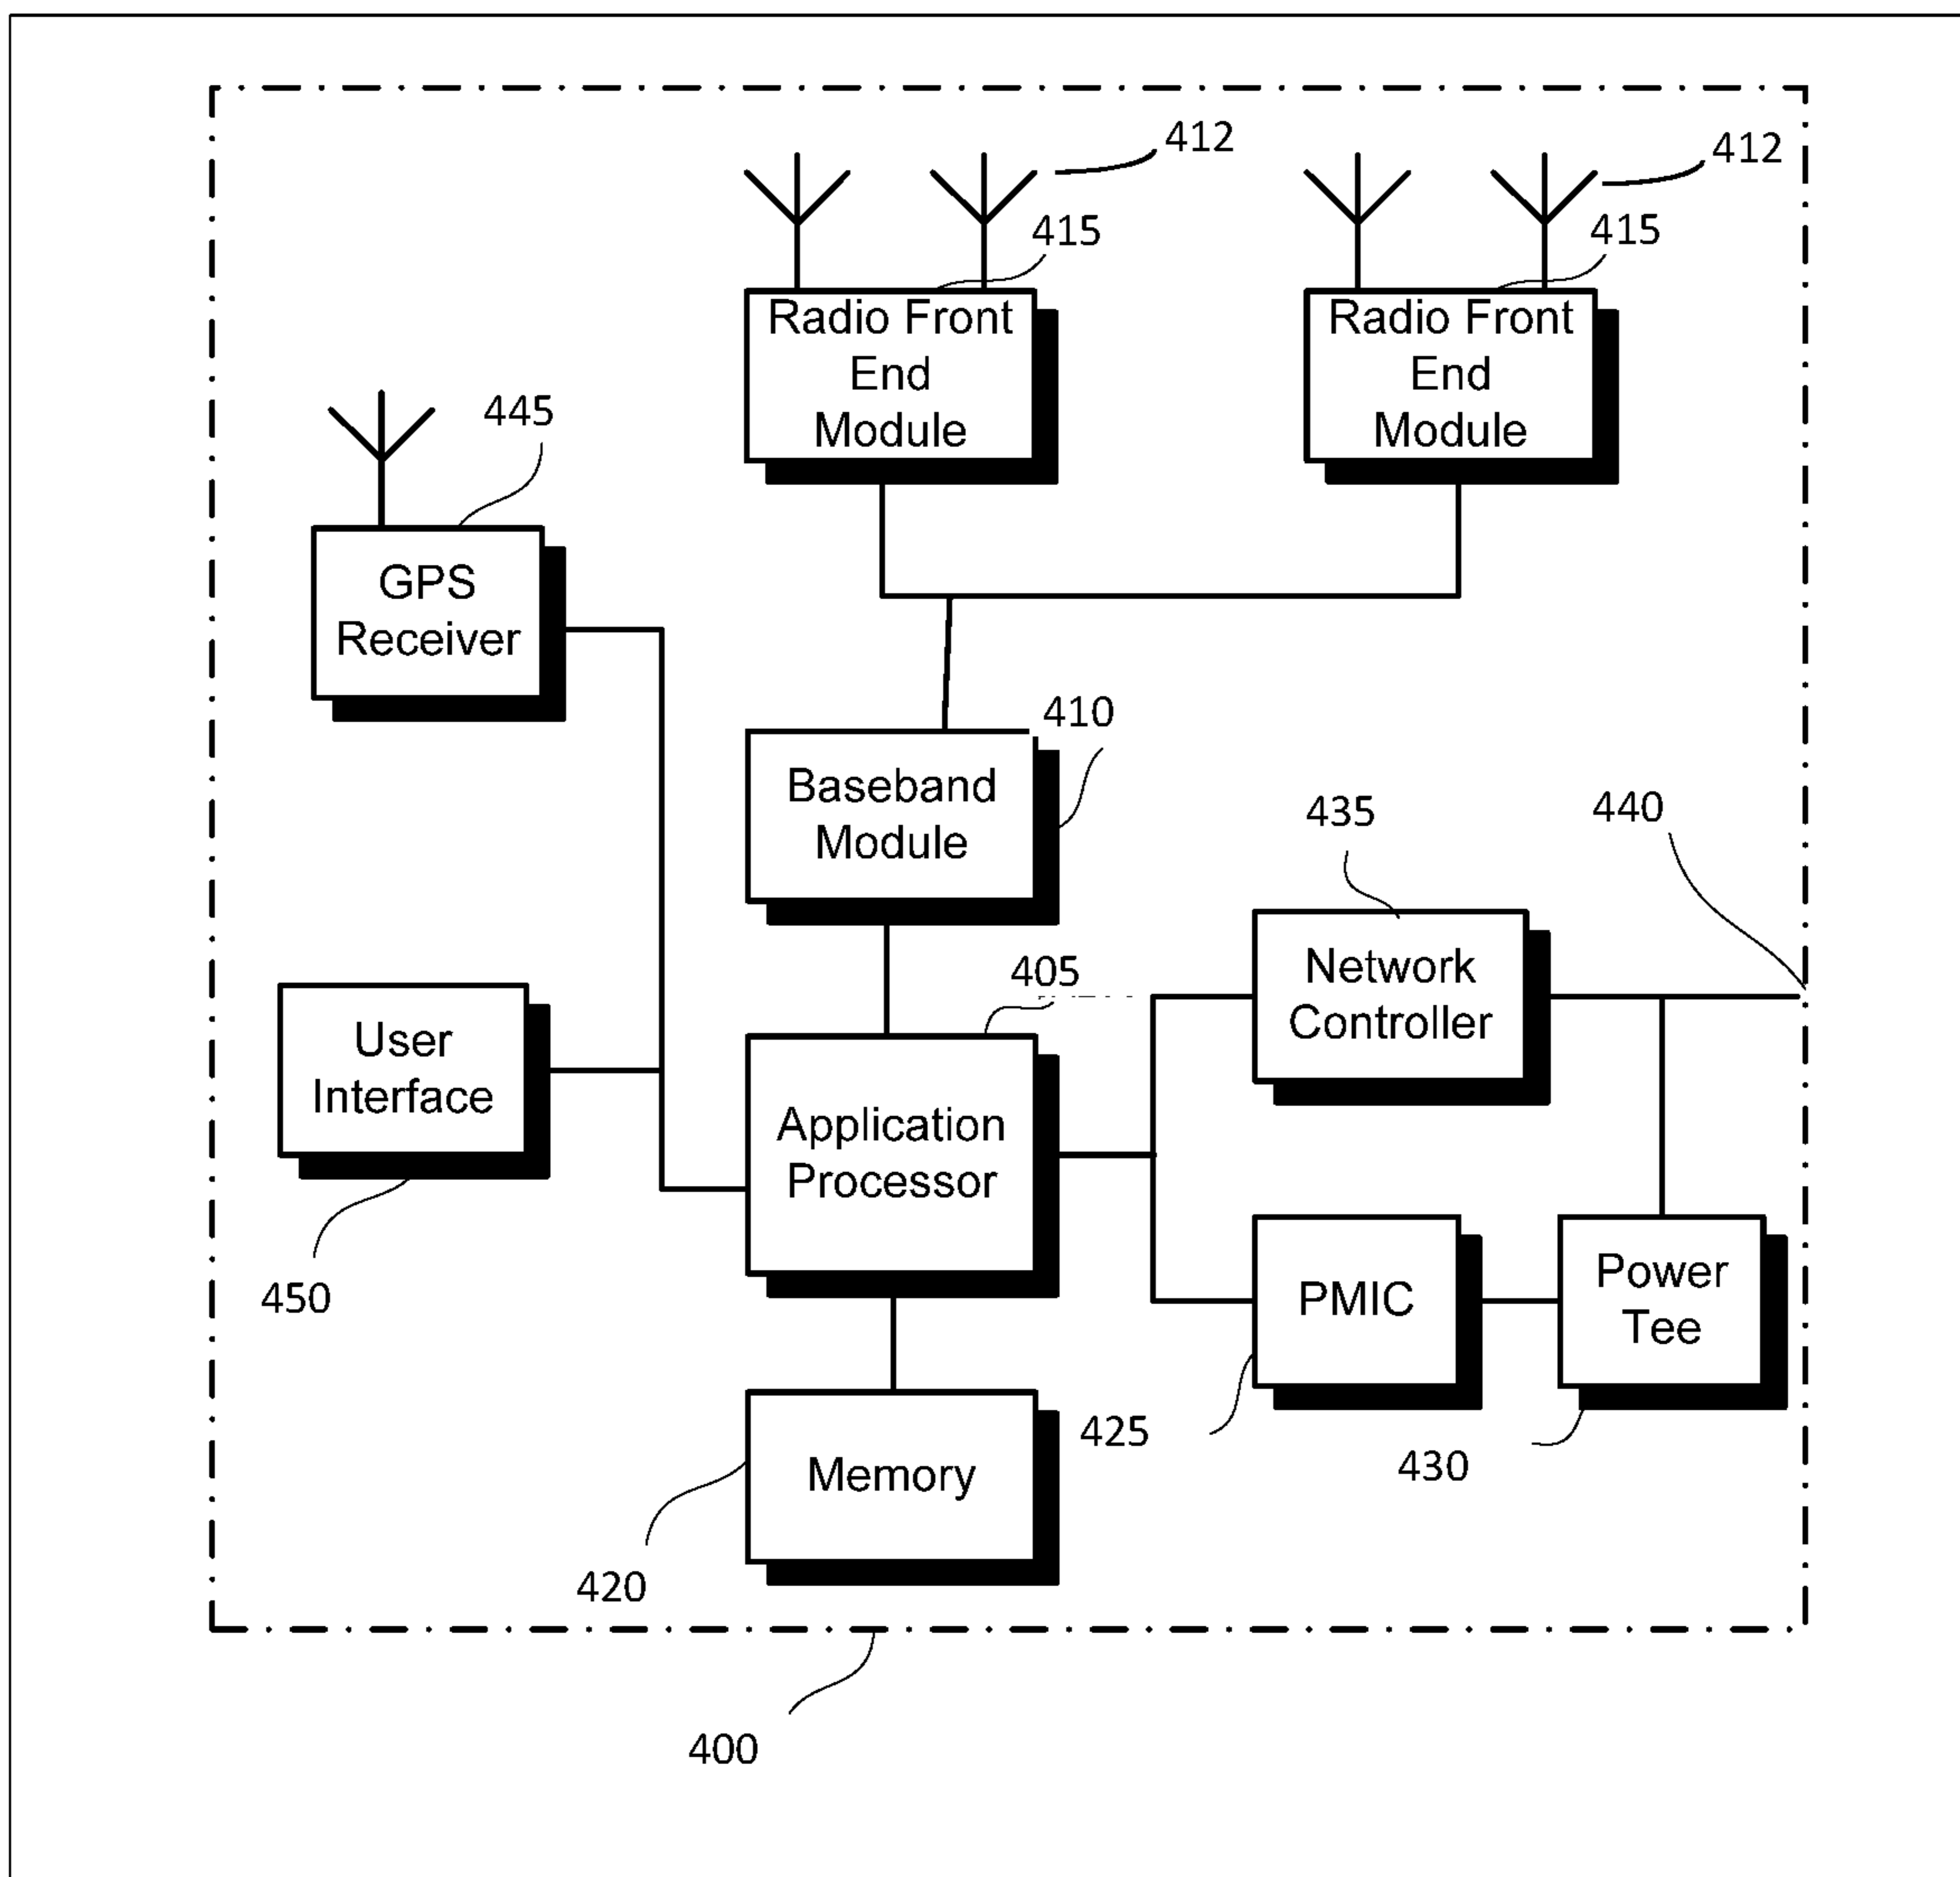 412
412
415
415
Radio Front
End
Module
Radio Front
End
Module
445
GPS
Receiver
410
Baseband
Module
435
440
405
Network
Controller
User
Interface
Application
Processor
450
PMIC
Power
Tee
425
430
Memory
420
400